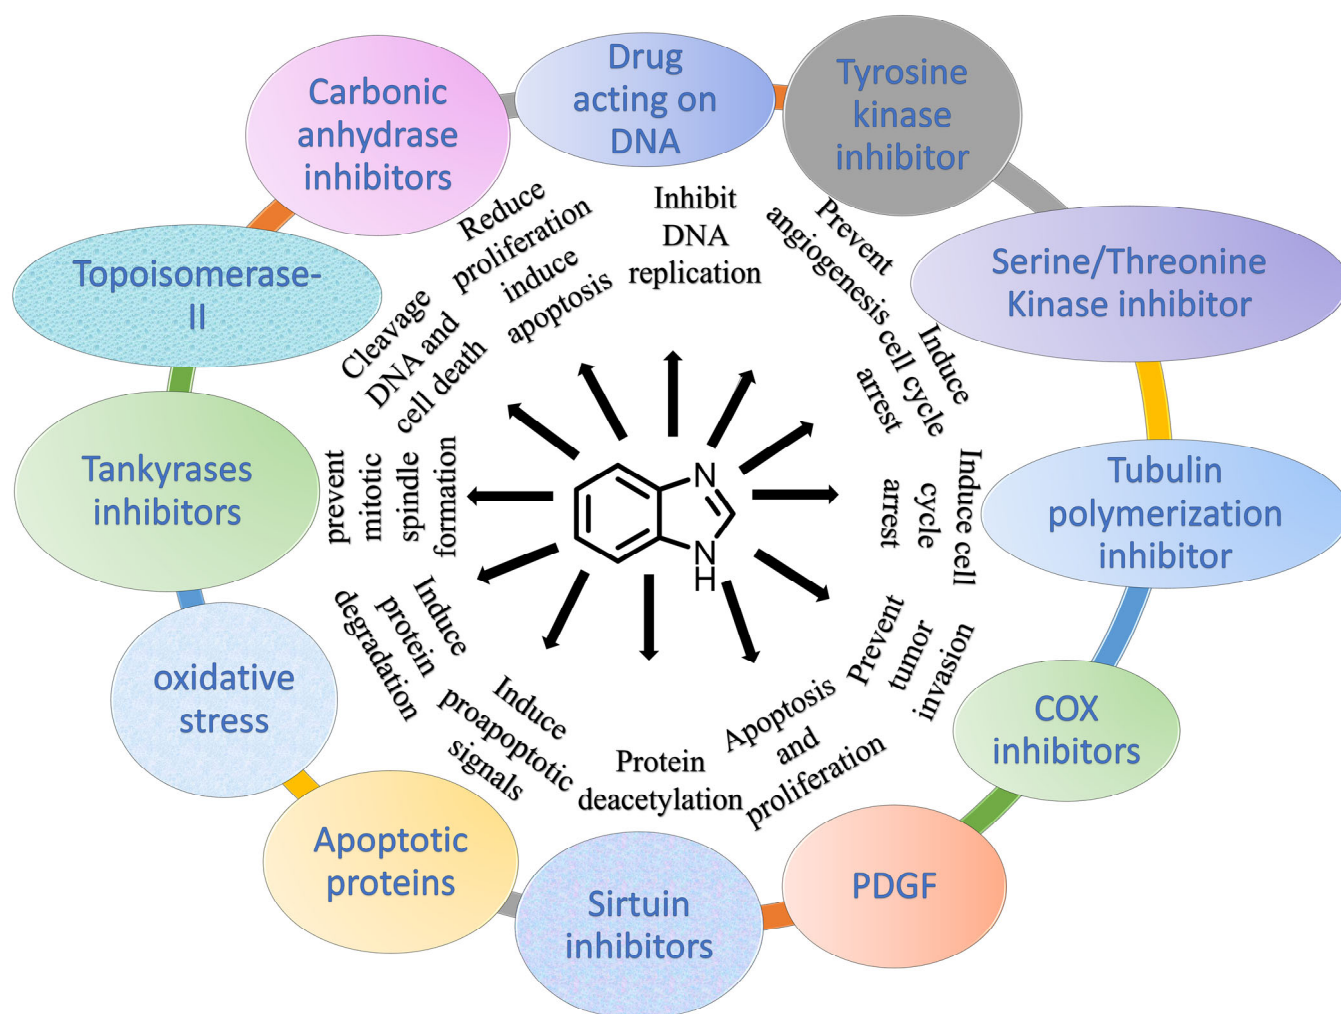 Drug
acting on
DNA
Tyrosine
kinase
inhibitor
Serine/Threonine
Kinase inhibitor
Tubulin
polymerization
inhibitor
COX
inhibitors
PDGF
Sirtuin
inhibitors
Apoptotic
proteins
oxidative
stress
Tankyrases
inhibitors
Topoisomerase-
II
Carbonic
anhydrase
inhibitors
Inhibit
DNA
replication
Prevent
angiogenesis
Induce
cell cycle
arrest
Induce cell
cycle
arrest
Prevent
tumor
invasion
Apoptosis
and
proliferation
Protein
deacetylation
Induce
proapoptotic
signals
Induce
protein
degradation
prevent
mitotic
spindle
formation
Cleavage
DNA and
cell death
Reduce
proliferation
induce
apoptosis
N
N
H